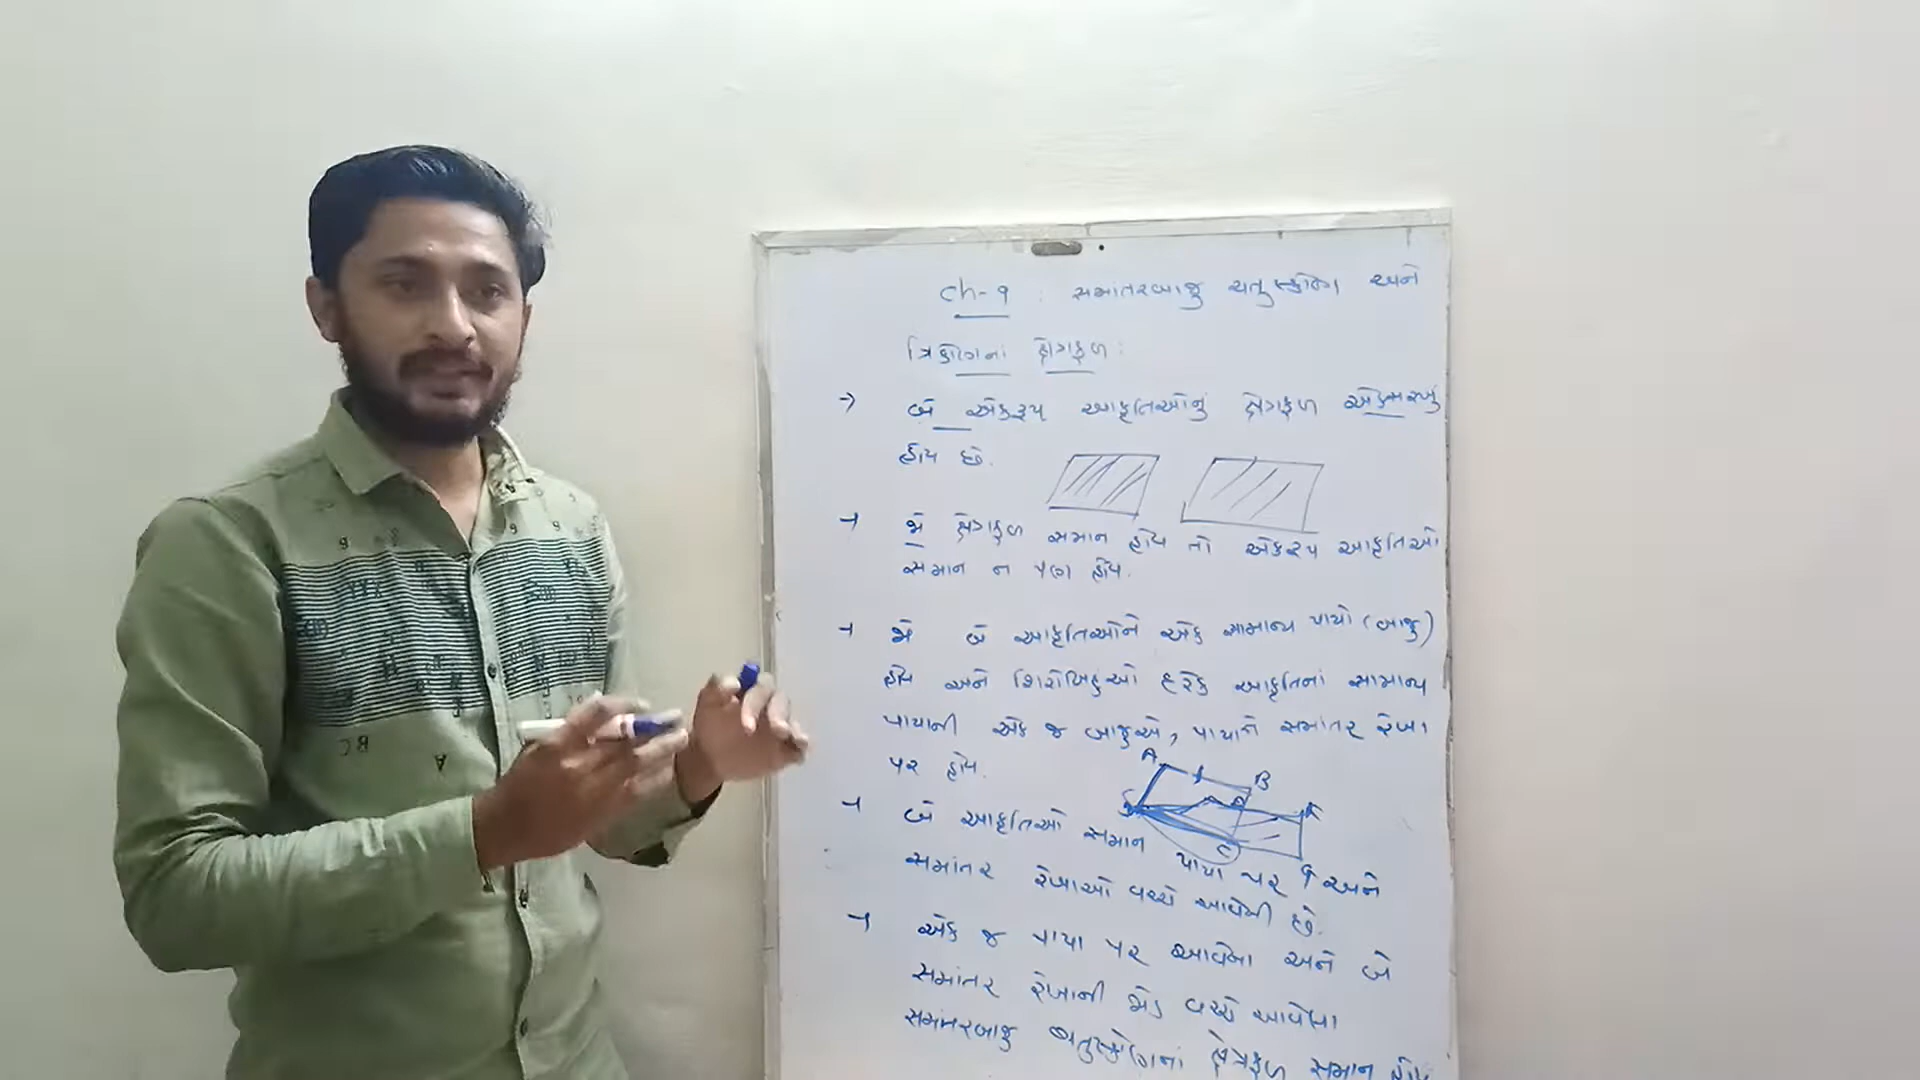 Ch-9 : સમાંતરબાજુ ચતુષ્કોણ અને
ત્રિકોણનાં ક્ષેત્રફળ :
→ બે એકરૂપ આકૃતિઓનું ક્ષેત્રફળ એકસરખું
હોય છે.
→ જો ક્ષેત્રફળ સમાન હોય તો એકરૂપ આકૃતિઓ
સમાન ન પણ હોય.
→ જો બે આકૃતિઓને એક સામાન્ય પાયો (બાજુ)
હોય અને શિરોબિંદુઓ દરેક આકૃતિનાં સામાન્ય
પાયાની એક જ બાજુએ, પાયાને સમાંતર રેખા
પર હોય.
A B
C
→ બે આકૃતિઓ સમાન પાયા પર અને
સમાંતર રેખાઓ વચ્ચે આવેલી છે.
→ એક જ પાયા પર આવેલા અને બે
સમાંતર રેખાની જોડ વચ્ચે આવેલા
સમાંતરબાજુ ચતુષ્કોણનાં ક્ષેત્રફળ સમાન હોય